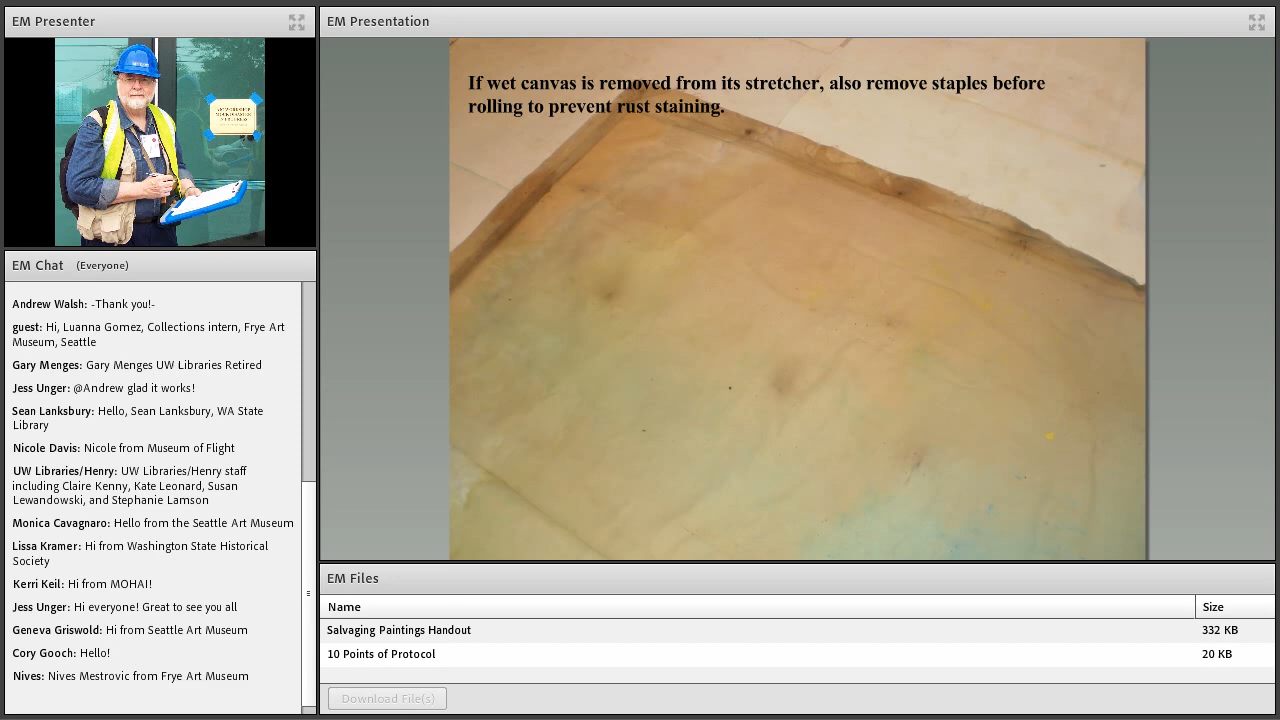 EM Presenter
EM Chat (Everyone)
Andrew Walsh: -Thank you!-
guest: Hi, Luanna Gomez, Collections intern, Frye Art
Museum, Seattle
Gary Menges: Gary Menges UW Libraries Retired
Jess Unger: @Andrew glad it works!
Sean Lanksbury: Hello, Sean Lanksbury, WA State
Library
Nicole Davis: Nicole from Museum of Flight
UW Libraries/Henry: UW Libraries/Henry staff
including Claire Kenny, Kate Leonard, Susan
Lewandowski, and Stephanie Lamson
Monica Cavagnaro: Hello from the Seattle Art Museum
Lissa Kramer: Hi from Washington State Historical
Society
Kerri Keil: Hi from MOHAI!
Jess Unger: Hi everyone! Great to see you all
Geneva Griswold: Hi from Seattle Art Museum
Cory Gooch: Hello!
Nives: Nives Mestrovic from Frye Art Museum
EM Presentation
If wet canvas is removed from its stretcher, also remove staples before
rolling to prevent rust staining.
EM Files
Name Size
Salvaging Paintings Handout 332 KB
10 Points of Protocol 20 KB
Download File(s)